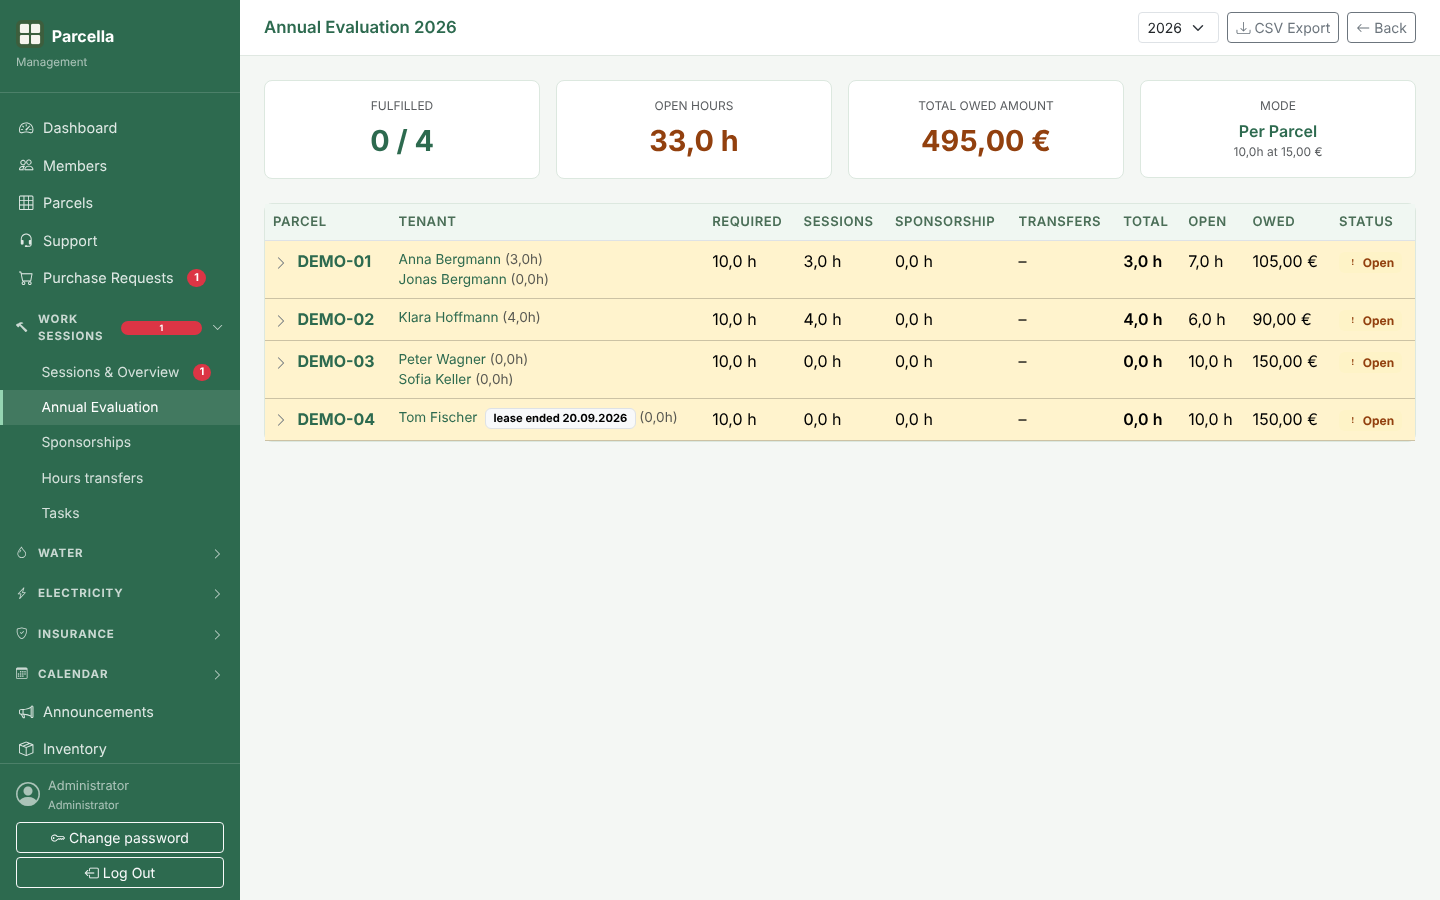 Parcella
Management
Dashboard
Members
Parcels
Support
Purchase Requests 1
WORK SESSIONS 1
Sessions & Overview 1
Annual Evaluation
Sponsorships
Hours transfers
Tasks
WATER
ELECTRICITY
INSURANCE
CALENDAR
Announcements
Inventory
Administrator
Administrator
Change password
Log Out
Annual Evaluation 2026
2026
CSV Export
← Back
FULFILLED
0 / 4
OPEN HOURS
33,0 h
TOTAL OWED AMOUNT
495,00 €
MODE
Per Parcel
10,0h at 15,00 €
PARCEL TENANT REQUIRED SESSIONS SPONSORSHIP TRANSFERS TOTAL OPEN OWED STATUS
DEMO-01 Anna Bergmann (3,0h) 10,0 h 3,0 h 0,0 h – 3,0 h 7,0 h 105,00 € ! Open
Jonas Bergmann (0,0h)
DEMO-02 Klara Hoffmann (4,0h) 10,0 h 4,0 h 0,0 h – 4,0 h 6,0 h 90,00 € ! Open
DEMO-03 Peter Wagner (0,0h) 10,0 h 0,0 h 0,0 h – 0,0 h 10,0 h 150,00 € ! Open
Sofia Keller (0,0h)
DEMO-04 Tom Fischer lease ended 20.09.2026 (0,0h) 10,0 h 0,0 h 0,0 h – 0,0 h 10,0 h 150,00 € ! Open